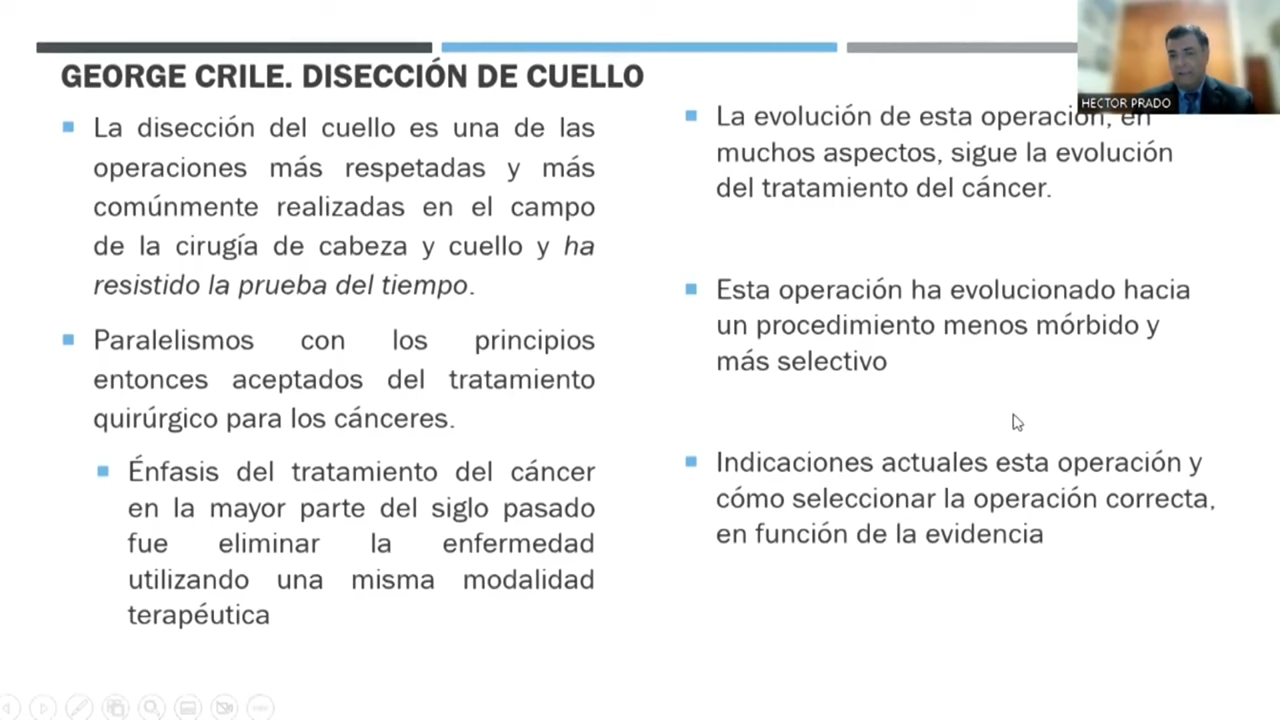 GEORGE CRILE. DISECCIÓN DE CUELLO
La disección del cuello es una de las
operaciones más respetadas y más
comúnmente realizadas en el campo
de la cirugía de cabeza y cuello y ha
resistido la prueba del tiempo.
Paralelismos con los principios
entonces aceptados del tratamiento
quirúrgico para los cánceres.
Énfasis del tratamiento del cáncer
en la mayor parte del siglo pasado
fue eliminar la enfermedad
utilizando una misma modalidad
terapéutica
La evolución de esta operación, en
muchos aspectos, sigue la evolución
del tratamiento del cáncer.
Esta operación ha evolucionado hacia
un procedimiento menos mórbido y
más selectivo
Indicaciones actuales esta operación y
cómo seleccionar la operación correcta,
en función de la evidencia
HECTOR PRADO